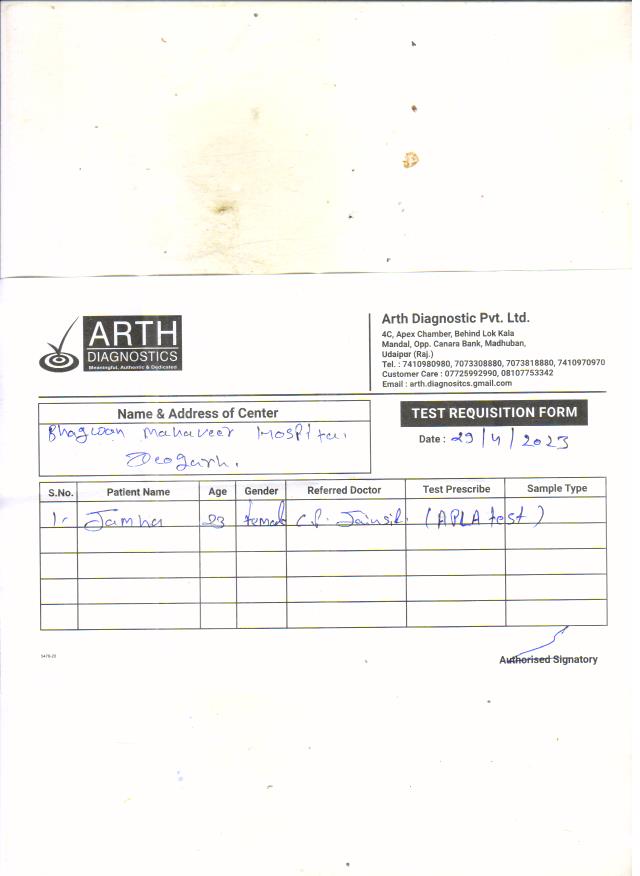 ARTH
DIAGNOSTICS
Meaningful, Authentic & Dedicated
Arth Diagnostic Pvt. Ltd.
4C, Apex Chamber, Behind Lok Kala
Mandal, Opp. Canara Bank, Madhuban,
Udaipur (Raj.)
Tel. : 7410980980, 7073308880, 7073818880, 7410970970
Customer Care : 07725992990, 08107753342
Email : arth.diagnositcs.gmail.com
Name & Address of Center
Bhagwan Mahaveer Hospital
Deogarh.
TEST REQUISITION FORM
Date : 29/4/2023
S.No. Patient Name Age Gender Referred Doctor Test Prescribe Sample Type
1. 23 female C.P. (APLA test)
5476-20
Authorised Signatory